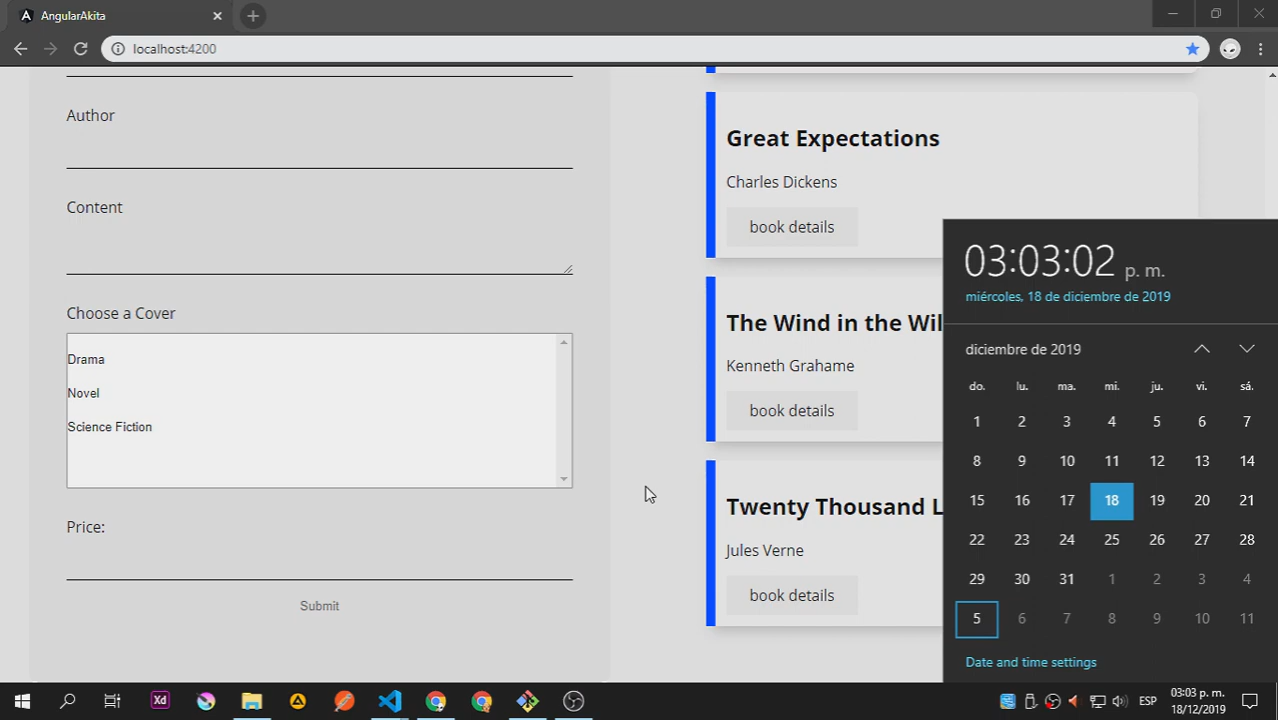 AngularAkita
localhost:4200
Author
Content
Choose a Cover
Drama
Novel
Science Fiction
Price:
Submit
Great Expectations
Charles Dickens
book details
The Wind in the Wil
Kenneth Grahame
book details
Twenty Thousand L
Jules Verne
book details
03:03:02 p. m.
miércoles, 18 de diciembre de 2019
diciembre de 2019
do. lu. ma. mi. ju. vi. sá.
1 2 3 4 5 6 7
8 9 10 11 12 13 14
15 16 17 18 19 20 21
22 23 24 25 26 27 28
29 30 31 1 2 3 4
5 6 7 8 9 10 11
Date and time settings
Xd
ESP
03:03 p. m.
18/12/2019